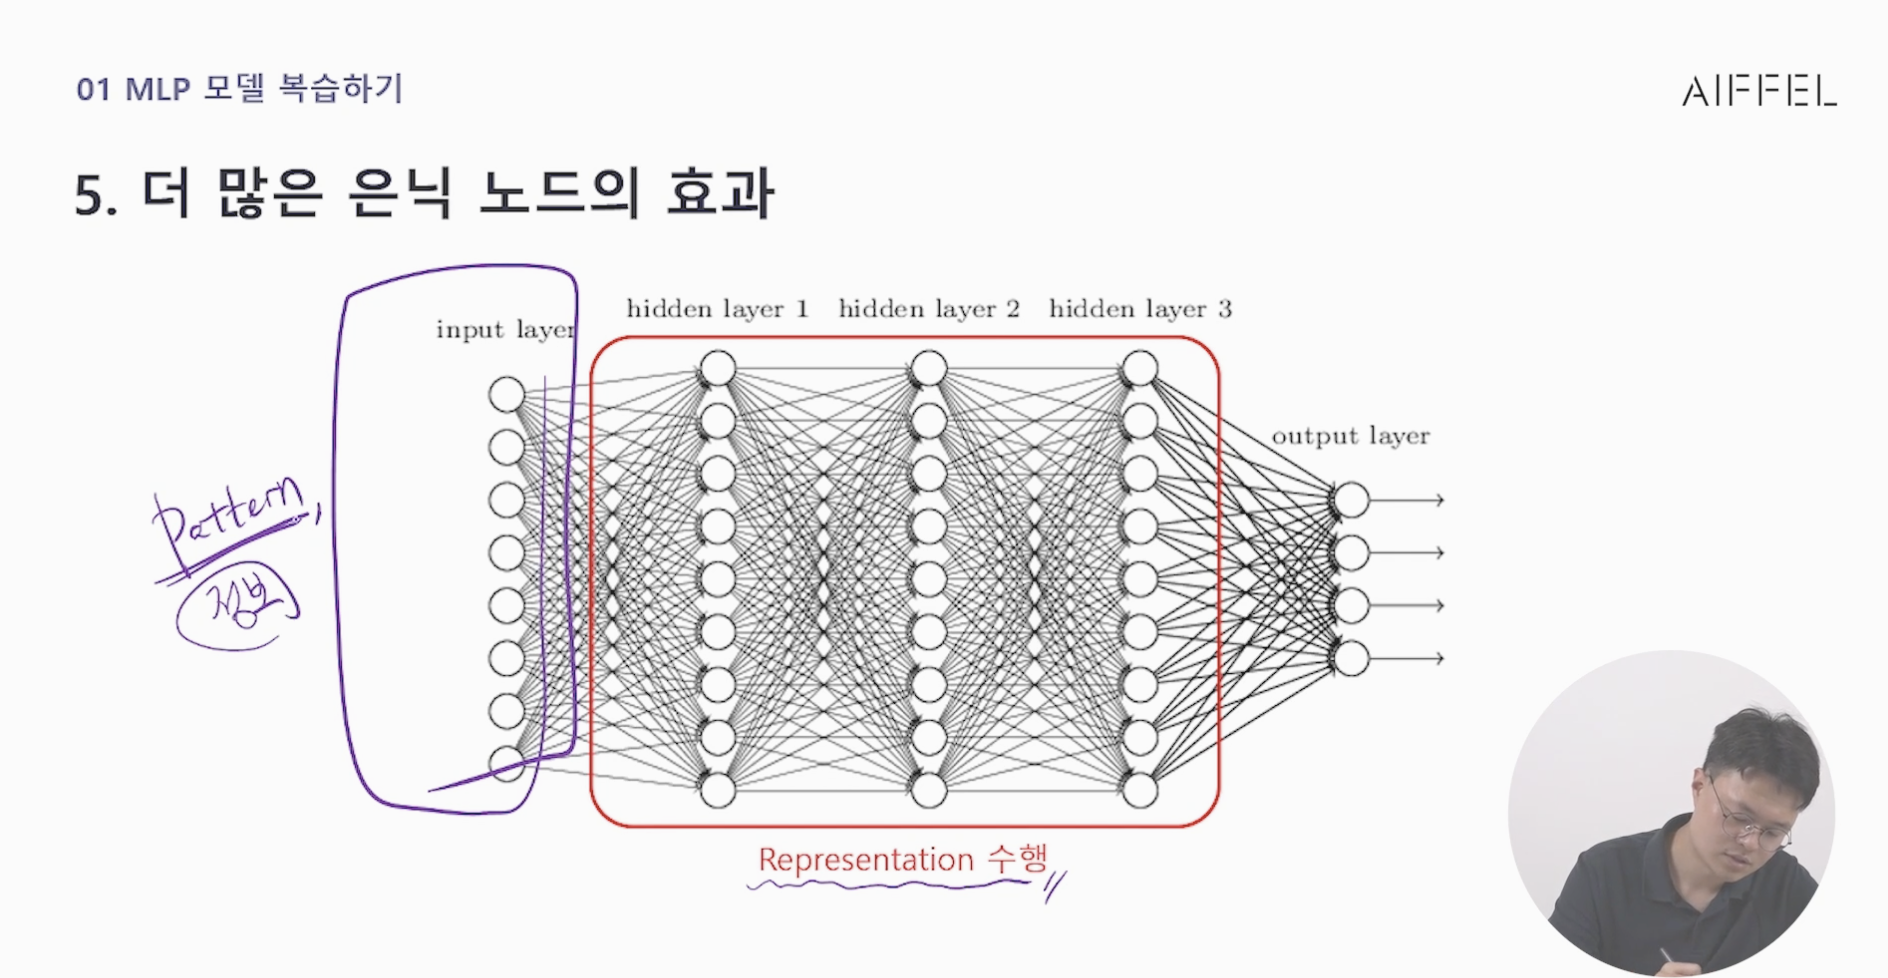 01 MLP 모델 복습하기
AIFFEL
5. 더 많은 은닉 노드의 효과
input layer
hidden layer 1
hidden layer 2
hidden layer 3
output layer
pattern,
정보
Representation 수행